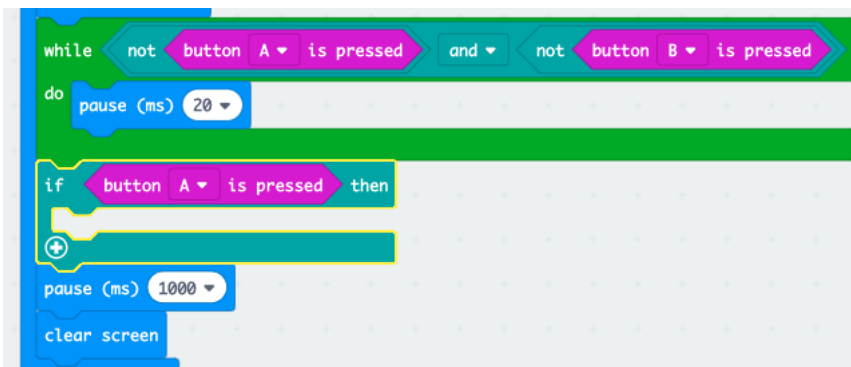 while not button A is pressed and not button B is pressed
do
pause (ms) 20
if button A is pressed then
pause (ms) 1000
clear screen